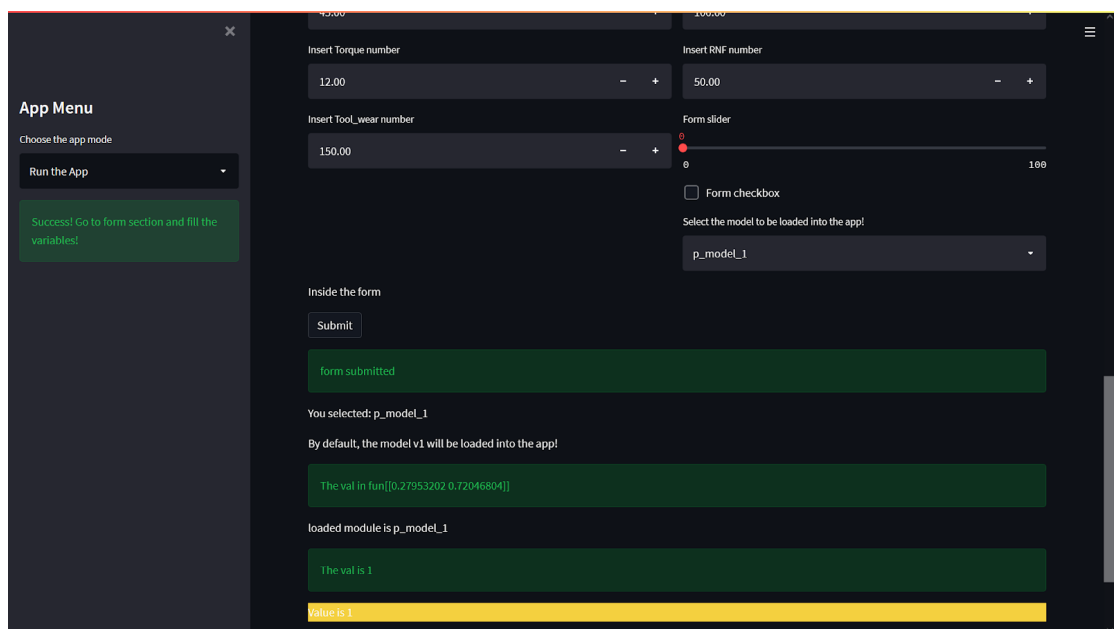 45.00
100.00
Insert Torque number
Insert RNF number
12.00
50.00
App Menu
Insert Tool_wear number
Form slider
Choose the app mode
0
150.00
0
100
Run the App
Form checkbox
Success! Go to form section and fill the
variables!
Select the model to be loaded into the app!
p_model_1
Inside the form
Submit
form submitted
You selected: p_model_1
By default, the model v1 will be loaded into the app!
The val in fun[[0.27953202 0.72046804]]
loaded module is p_model_1
The val is 1
Value is 1